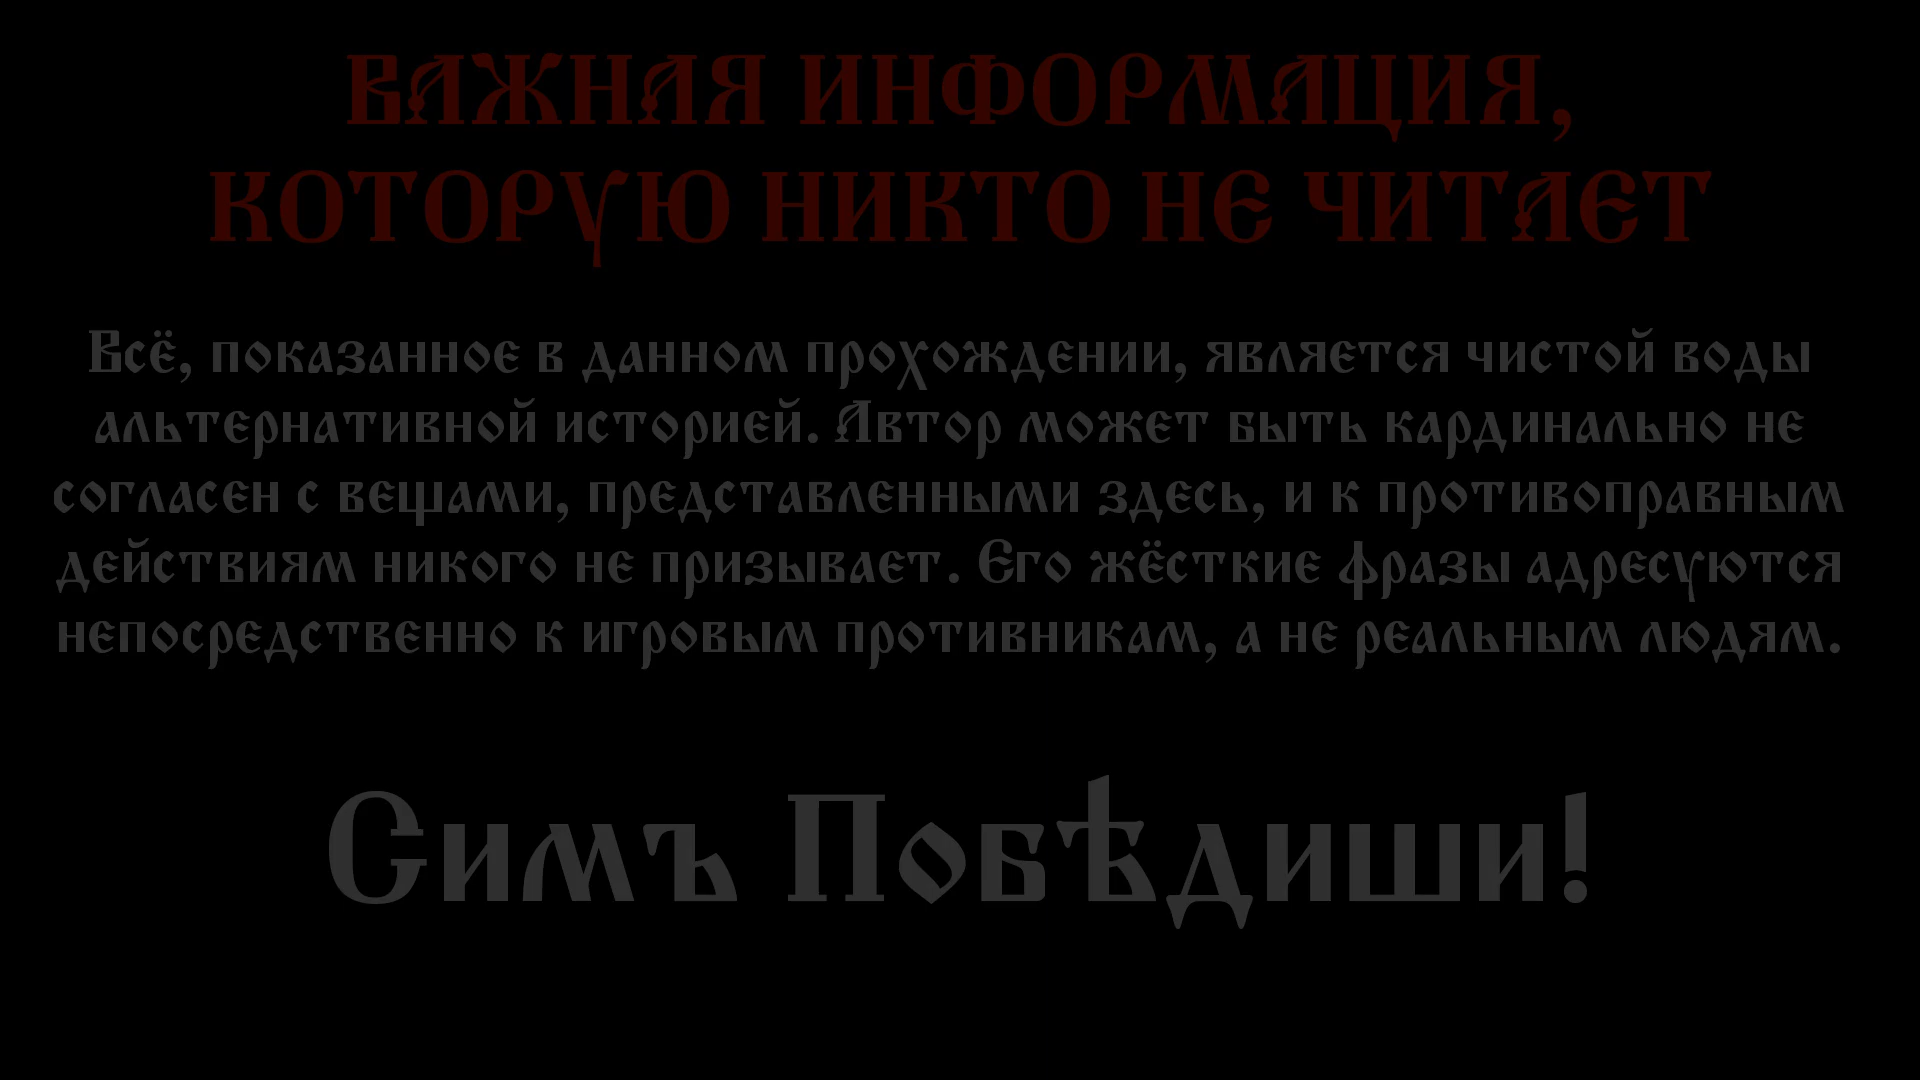 ВАЖНАЯ ИНФОРМАЦИЯ,
КОТОРУЮ НИКТО НЕ ЧИТАЕТ
Всё, показанное в данном прохождении, является чистой воды
альтернативной историей. Автор может быть кардинально не
согласен с вещами, представленными здесь, и к противоправным
действиям никого не призывает. Его жёсткие фразы адресуются
непосредственно к игровым противникам, а не реальным людям.
Симъ Побѣдиши!